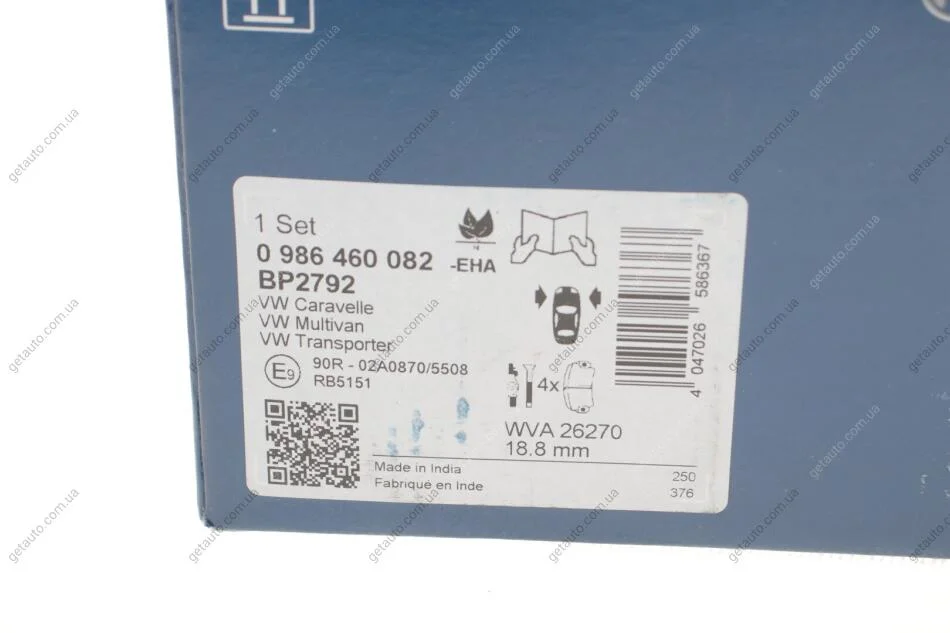 1 Set
0 986 460 082 -EHA
BP2792
VW Caravelle
VW Multivan
VW Transporter
E9 90R - 02A0870/5508
RB5151
4x
WVA 26270
18.8 mm
Made in India
Fabriqué en Inde
250
376
4 047026 586367
getauto.com.ua